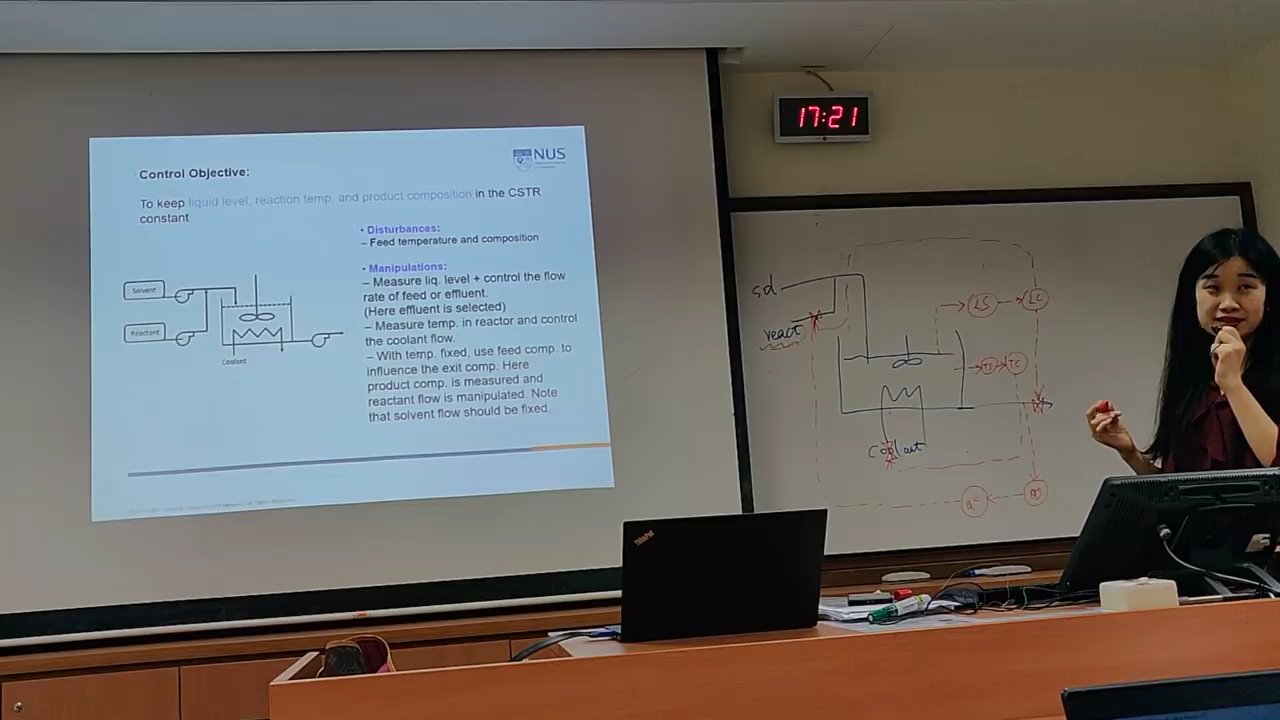 Control Objective:
NUS
To keep liquid level, reaction temp. and product composition in the CSTR
constant
• Disturbances:
– Feed temperature and composition
• Manipulations:
– Measure liq. level + control the flow
rate of feed or effluent.
(Here effluent is selected)
– Measure temp. in reactor and control
the coolant flow.
– With temp. fixed, use feed comp. to
influence the exit comp. Here
product comp. is measured and
reactant flow is manipulated. Note
that solvent flow should be fixed.
Solvent
Reactant
Coolant
17:21
sol
react
LS
LC
TS
TC
coolant
ThinkPad